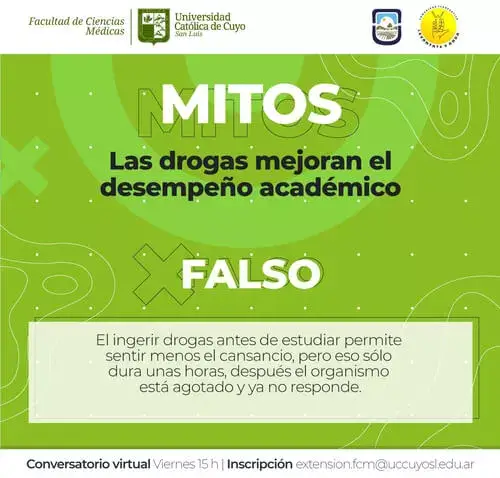 Facultad de Ciencias
Médicas
Universidad
Católica de Cuyo
San Luis
MITOS
Las drogas mejoran el
desempeño académico
FALSO
El ingerir drogas antes de estudiar permite
sentir menos el cansancio, pero eso sólo
dura unas horas, después el organismo
está agotado y ya no responde.
Conversatorio virtual Viernes 15 h | Inscripción extension.fcm@uccuyosl.edu.ar